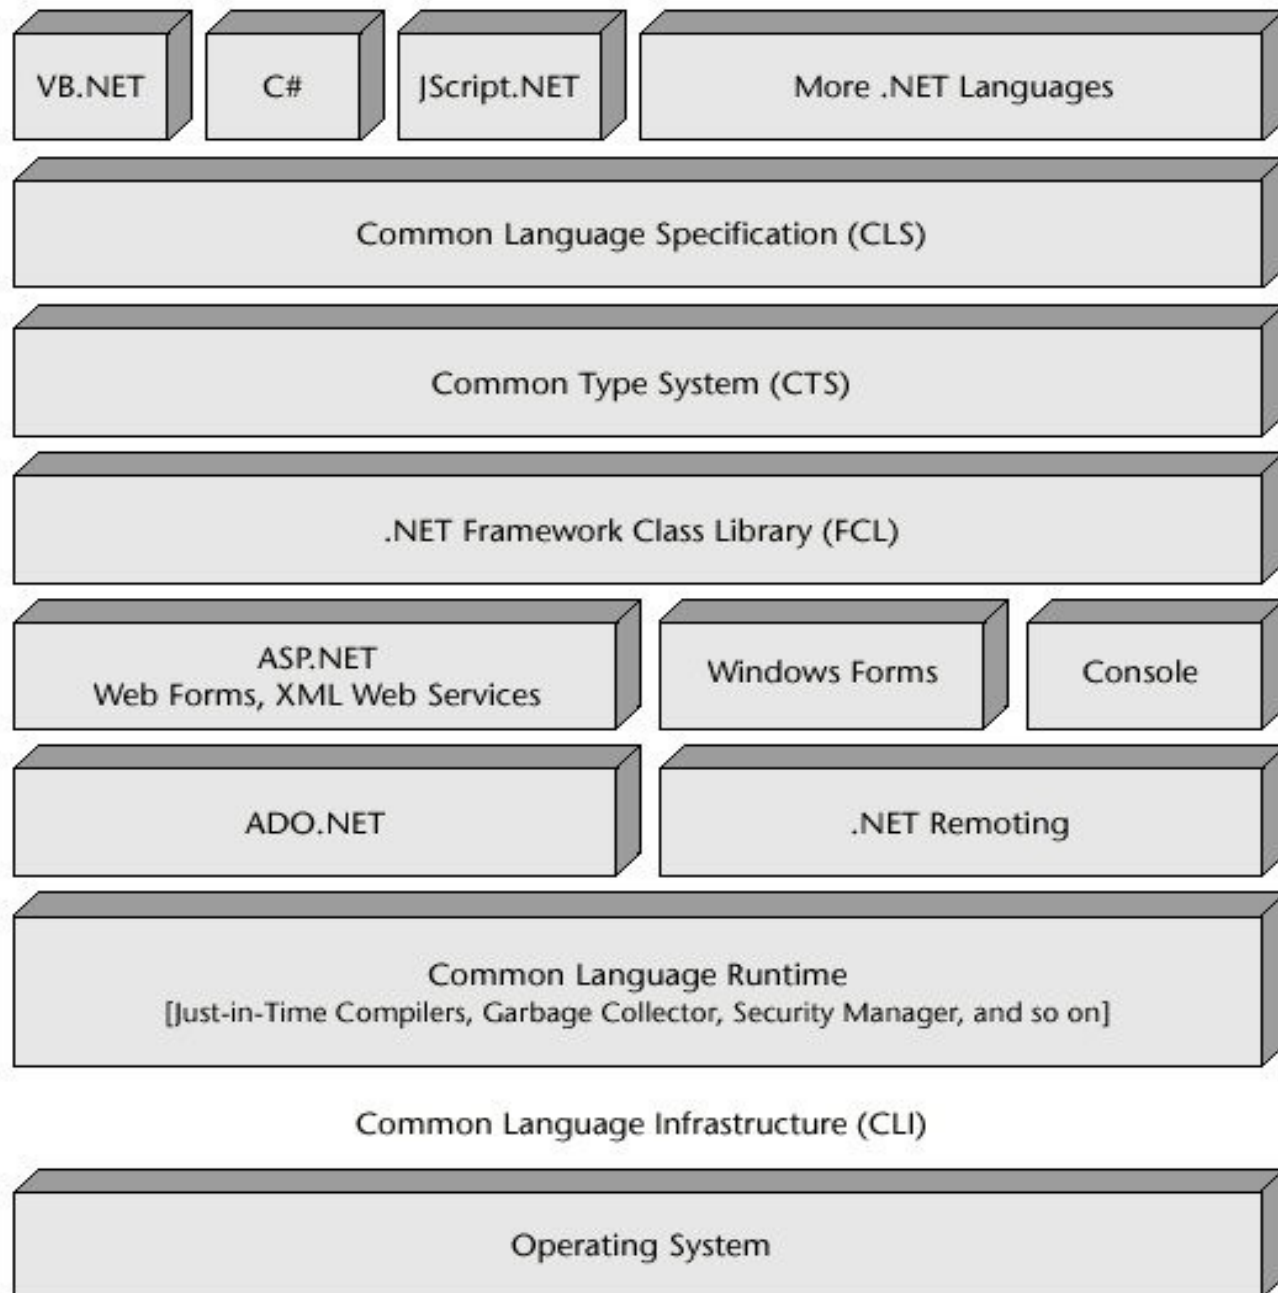 VB.NET
C#
JScript.NET
More .NET Languages
Common Language Specification (CLS)
Common Type System (CTS)
.NET Framework Class Library (FCL)
ASP.NET
Web Forms, XML Web Services
Windows Forms
Console
ADO.NET
.NET Remoting
Common Language Runtime
[Just-in-Time Compilers, Garbage Collector, Security Manager, and so on]
Common Language Infrastructure (CLI)
Operating System